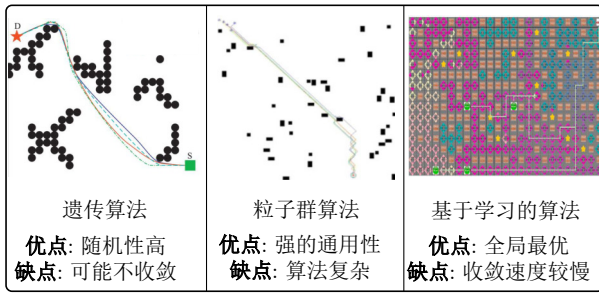 D
S
遗传算法
优点: 随机性高
缺点: 可能不收敛
粒子群算法
优点: 强的通用性
缺点: 算法复杂
基于学习的算法
优点: 全局最优
缺点: 收敛速度较慢